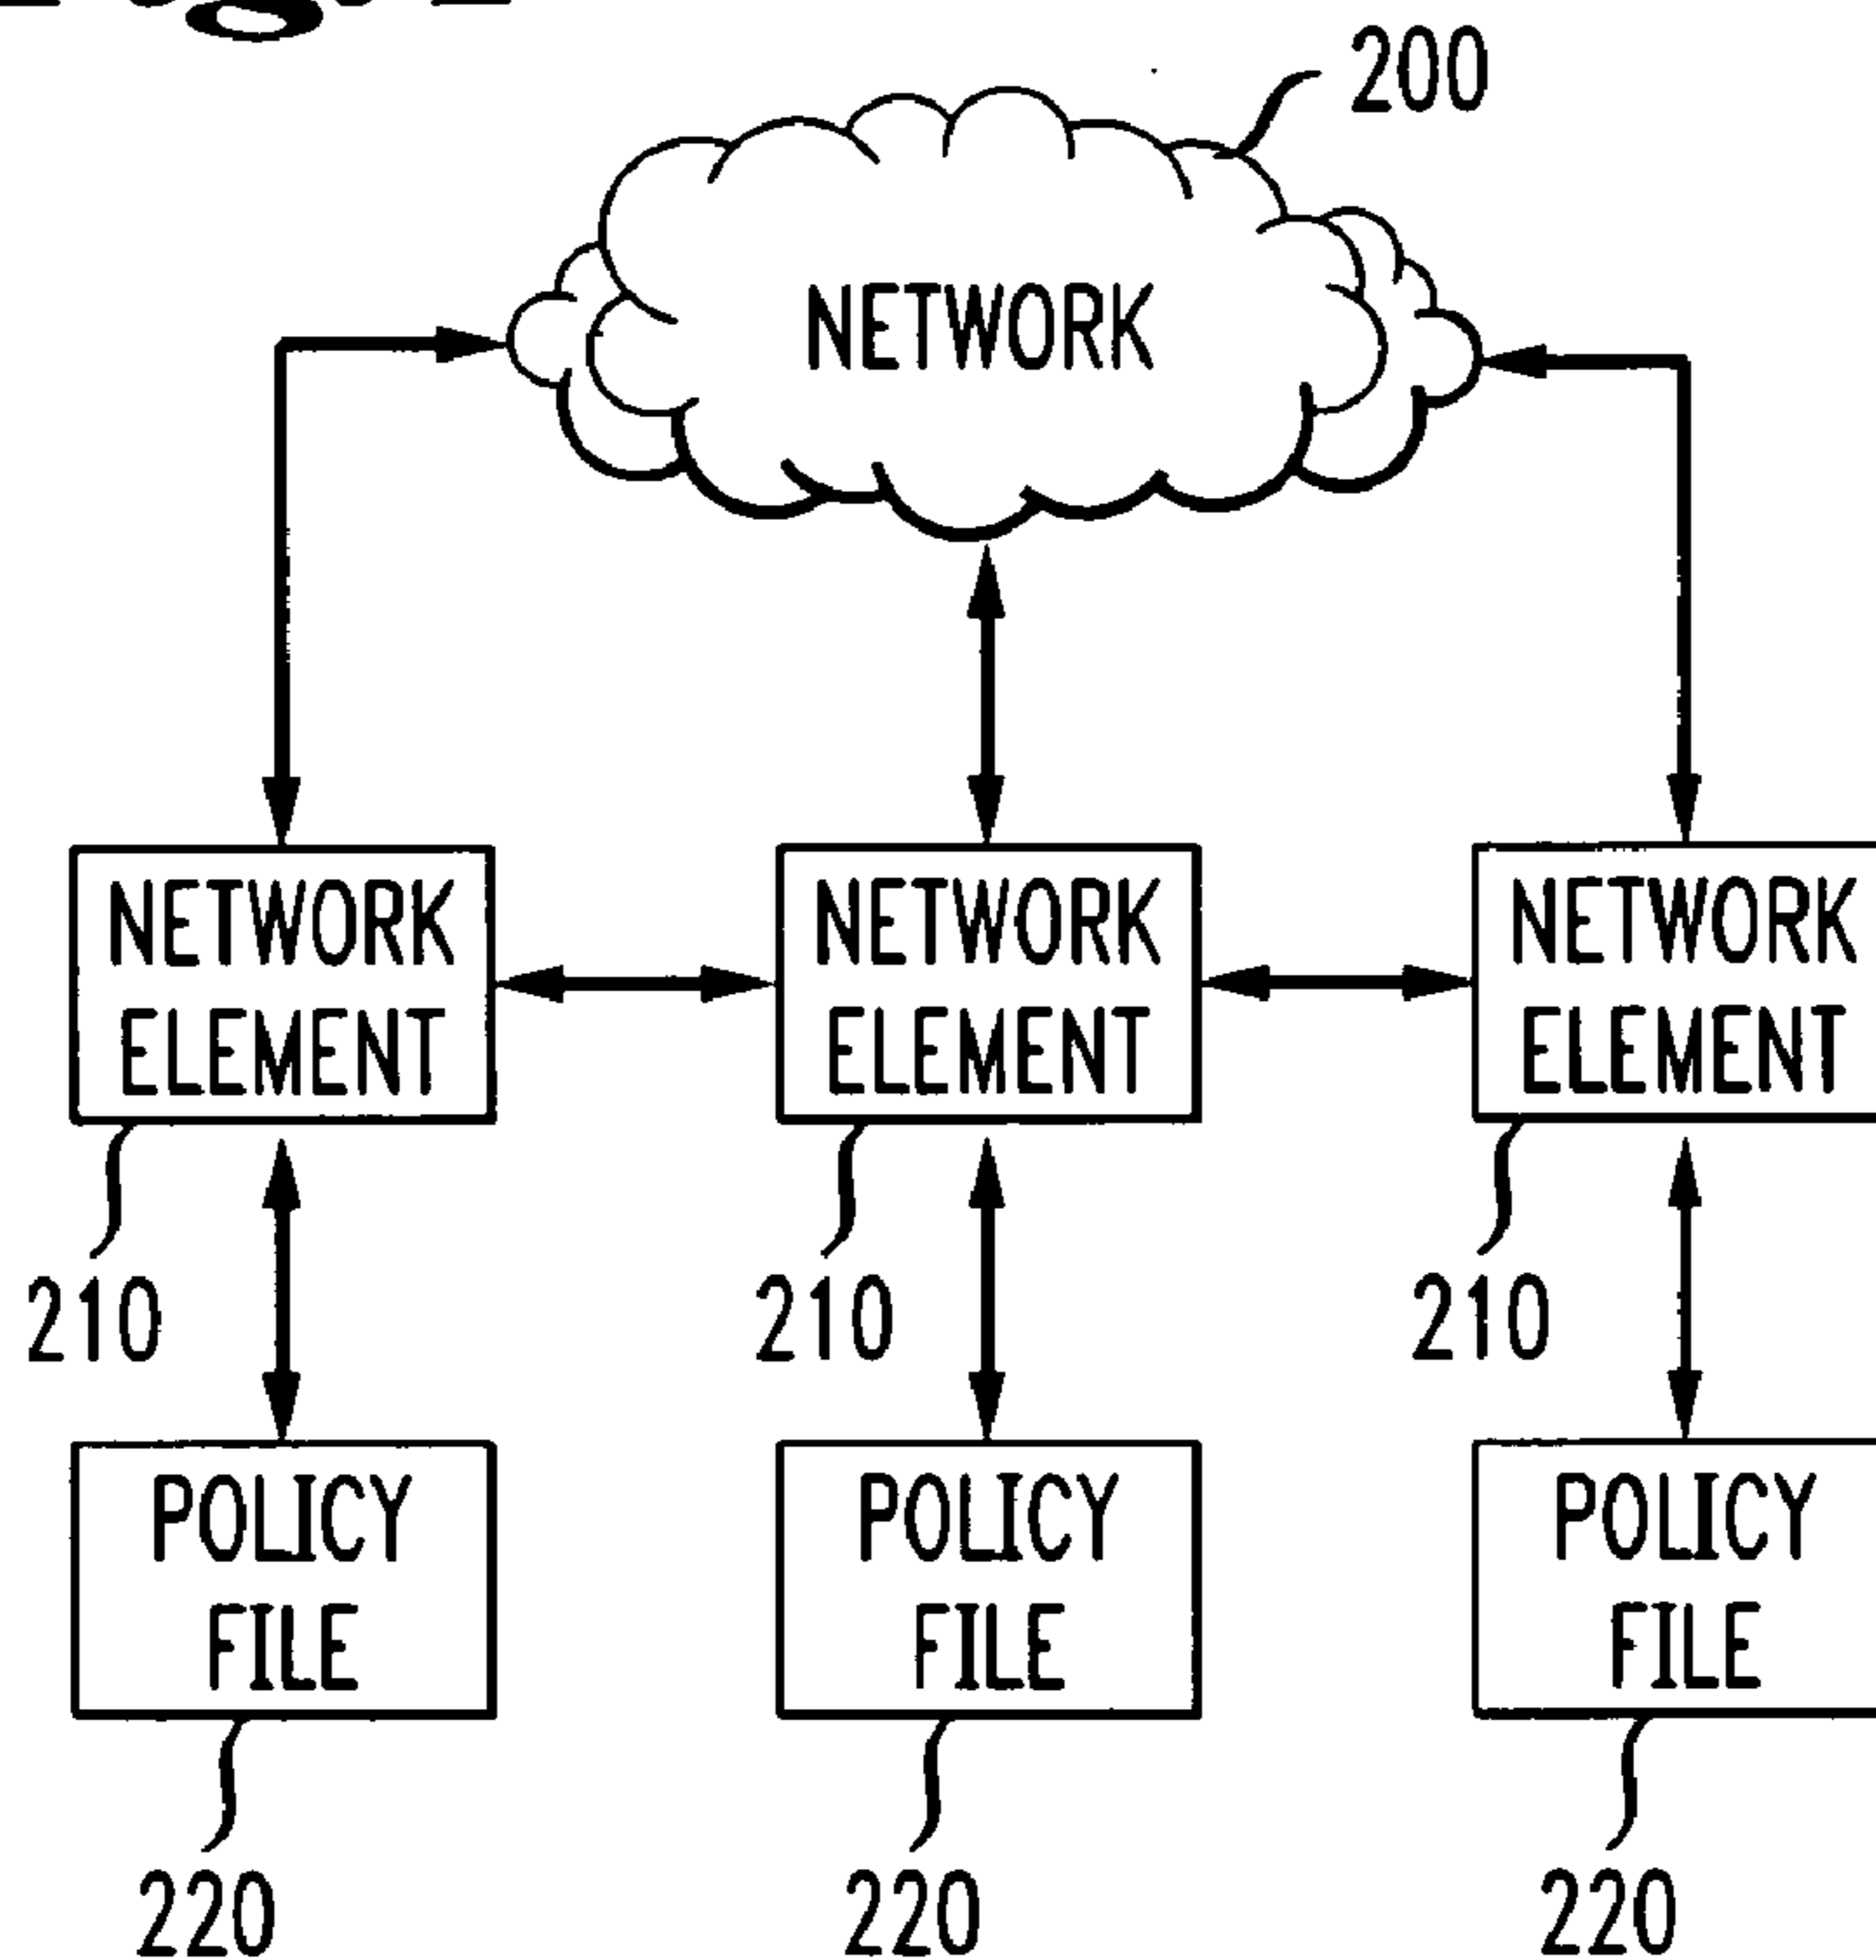 200
NETWORK
NETWORK
ELEMENT
NETWORK
ELEMENT
NETWORK
ELEMENT
210
210
210
POLICY
FILE
POLICY
FILE
POLICY
FILE
220
220
220